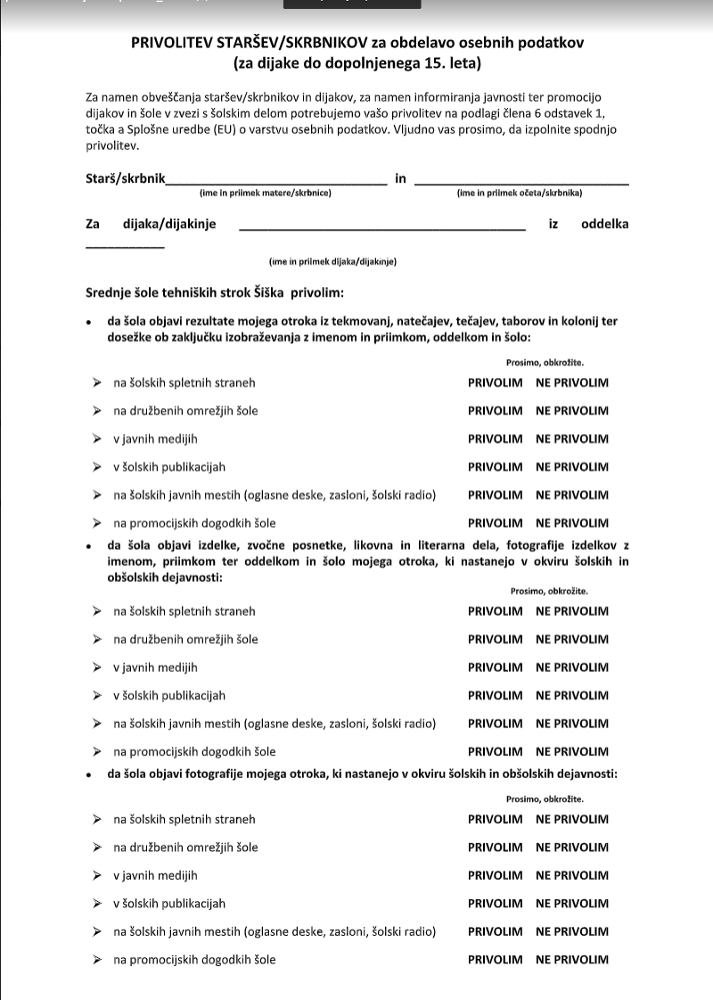 PRIVOLITEV STARŠEV/SKRBNIKOV za obdelavo osebnih podatkov
(za dijake do dopolnjenega 15. leta)
Za namen obveščanja staršev/skrbnikov in dijakov, za namen informiranja javnosti ter promocijo
dijakov in šole v zvezi s šolskim delom potrebujemo vašo privolitev na podlagi člena 6 odstavek 1,
točka a Splošne uredbe (EU) o varstvu osebnih podatkov. Vljudno vas prosimo, da izpolnite spodnjo
privolitev.
Starš/skrbnik_______________________________ in ______________________________
(ime in priimek matere/skrbnice) (ime in priimek očeta/skrbnika)
Za dijaka/dijakinje ________________________________________ iz oddelka
___________
(ime in priimek dijaka/dijakinje)
Srednje šole tehniških strok Šiška privolim:
• da šola objavi rezultate mojega otroka iz tekmovanj, natečajev, tečajev, taborov in kolonij ter
dosežke ob zaključku izobraževanja z imenom in priimkom, oddelkom in šolo:
Prosimo, obkrožite.
➢ na šolskih spletnih straneh PRIVOLIM NE PRIVOLIM
➢ na družbenih omrežjih šole PRIVOLIM NE PRIVOLIM
➢ v javnih medijih PRIVOLIM NE PRIVOLIM
➢ v šolskih publikacijah PRIVOLIM NE PRIVOLIM
➢ na šolskih javnih mestih (oglasne deske, zasloni, šolski radio) PRIVOLIM NE PRIVOLIM
➢ na promocijskih dogodkih šole PRIVOLIM NE PRIVOLIM
• da šola objavi izdelke, zvočne posnetke, likovna in literarna dela, fotografije izdelkov z
imenom, priimkom ter oddelkom in šolo mojega otroka, ki nastanejo v okviru šolskih in
obšolskih dejavnosti:
Prosimo, obkrožite.
➢ na šolskih spletnih straneh PRIVOLIM NE PRIVOLIM
➢ na družbenih omrežjih šole PRIVOLIM NE PRIVOLIM
➢ v javnih medijih PRIVOLIM NE PRIVOLIM
➢ v šolskih publikacijah PRIVOLIM NE PRIVOLIM
➢ na šolskih javnih mestih (oglasne deske, zasloni, šolski radio) PRIVOLIM NE PRIVOLIM
➢ na promocijskih dogodkih šole PRIVOLIM NE PRIVOLIM
• da šola objavi fotografije mojega otroka, ki nastanejo v okviru šolskih in obšolskih dejavnosti:
Prosimo, obkrožite.
➢ na šolskih spletnih straneh PRIVOLIM NE PRIVOLIM
➢ na družbenih omrežjih šole PRIVOLIM NE PRIVOLIM
➢ v javnih medijih PRIVOLIM NE PRIVOLIM
➢ v šolskih publikacijah PRIVOLIM NE PRIVOLIM
➢ na šolskih javnih mestih (oglasne deske, zasloni, šolski radio) PRIVOLIM NE PRIVOLIM
➢ na promocijskih dogodkih šole PRIVOLIM NE PRIVOLIM